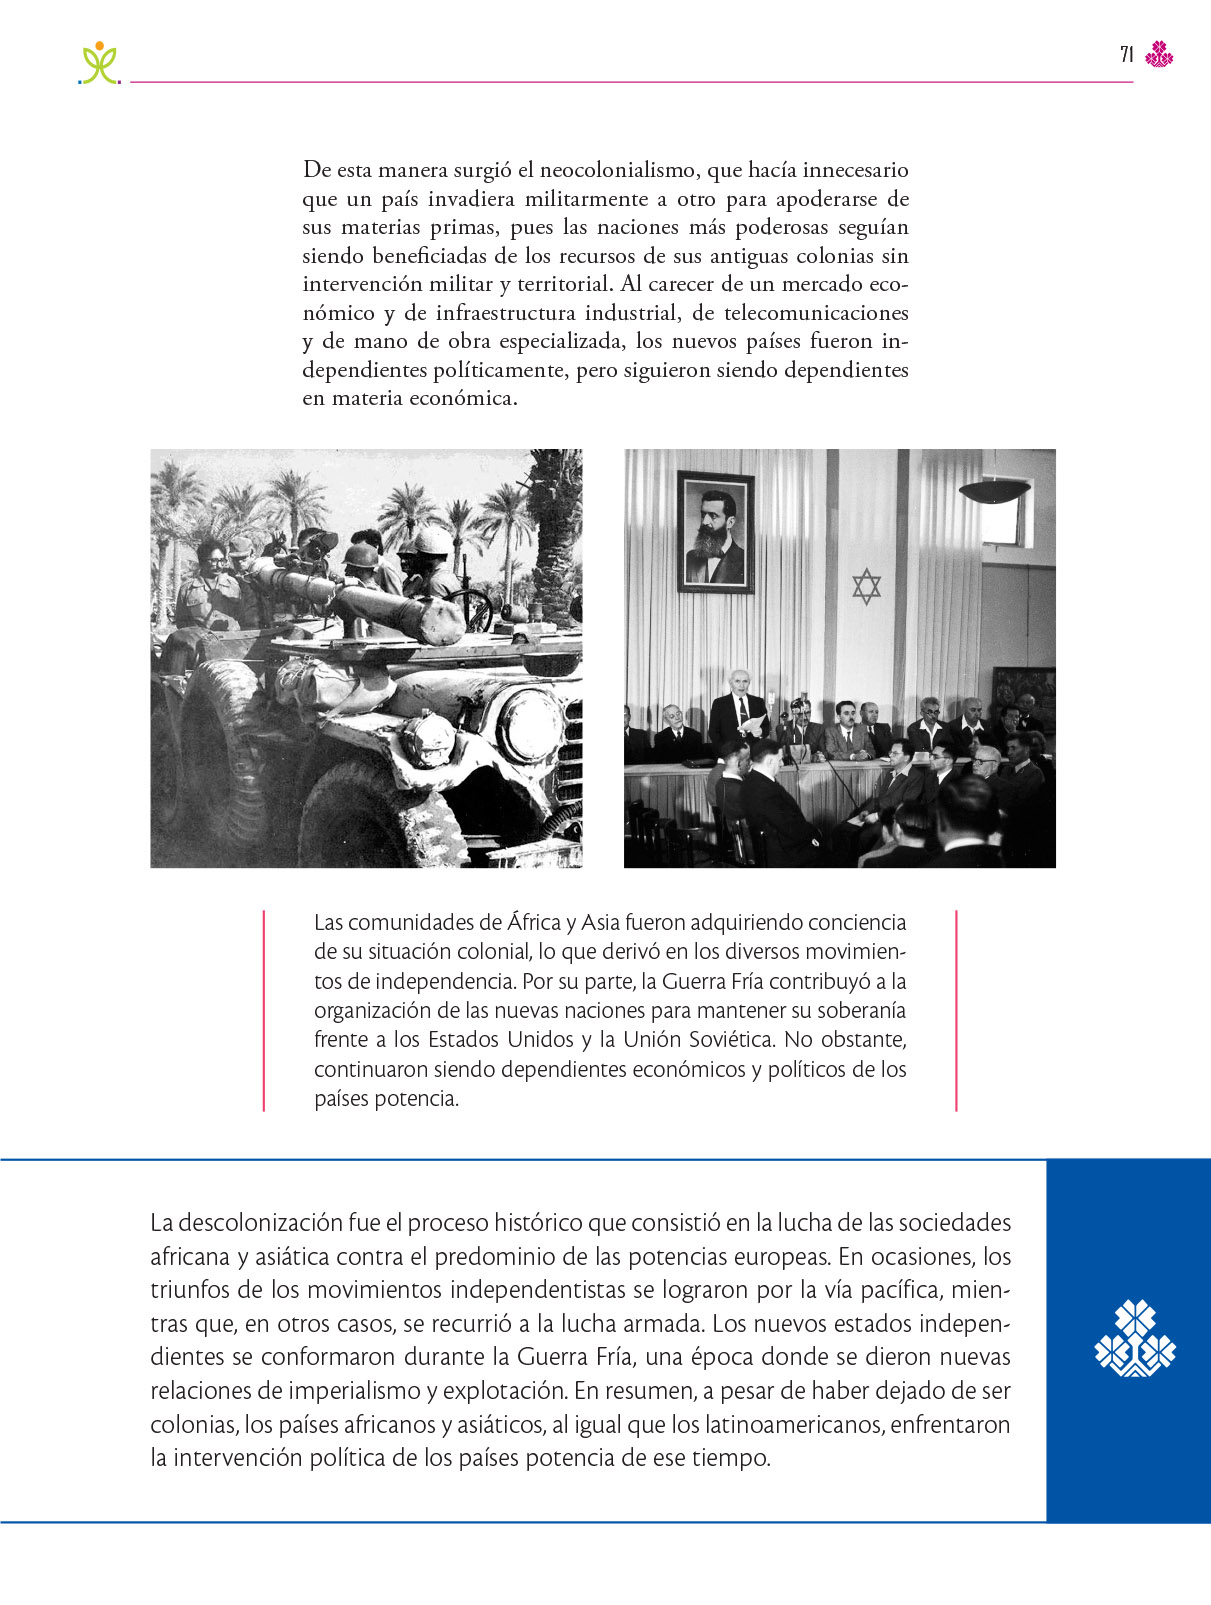 71
De esta manera surgió el neocolonialismo, que hacía innecesario
que un país invadiera militarmente a otro para apoderarse de
sus materias primas, pues las naciones más poderosas seguían
siendo beneficiadas de los recursos de sus antiguas colonias sin
intervención militar y territorial. Al carecer de un mercado eco-
nómico y de infraestructura industrial, de telecomunicaciones
y de mano de obra especializada, los nuevos países fueron in-
dependientes políticamente, pero siguieron siendo dependientes
en materia económica.
Las comunidades de África y Asia fueron adquiriendo conciencia
de su situación colonial, lo que derivó en los diversos movimien-
tos de independencia. Por su parte, la Guerra Fría contribuyó a la
organización de las nuevas naciones para mantener su soberanía
frente a los Estados Unidos y la Unión Soviética. No obstante,
continuaron siendo dependientes económicos y políticos de los
países potencia.
La descolonización fue el proceso histórico que consistió en la lucha de las sociedades
africana y asiática contra el predominio de las potencias europeas. En ocasiones, los
triunfos de los movimientos independentistas se lograron por la vía pacífica, mien-
tras que, en otros casos, se recurrió a la lucha armada. Los nuevos estados indepen-
dientes se conformaron durante la Guerra Fría, una época donde se dieron nuevas
relaciones de imperialismo y explotación. En resumen, a pesar de haber dejado de ser
colonias, los países africanos y asiáticos, al igual que los latinoamericanos, enfrentaron
la intervención política de los países potencia de ese tiempo.